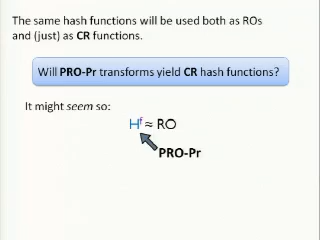 The same hash functions will be used both as ROs
and (just) as CR functions.
Will PRO-Pr transforms yield CR hash functions?
It might seem so:
Hᶠ ≈ RO
PRO-Pr